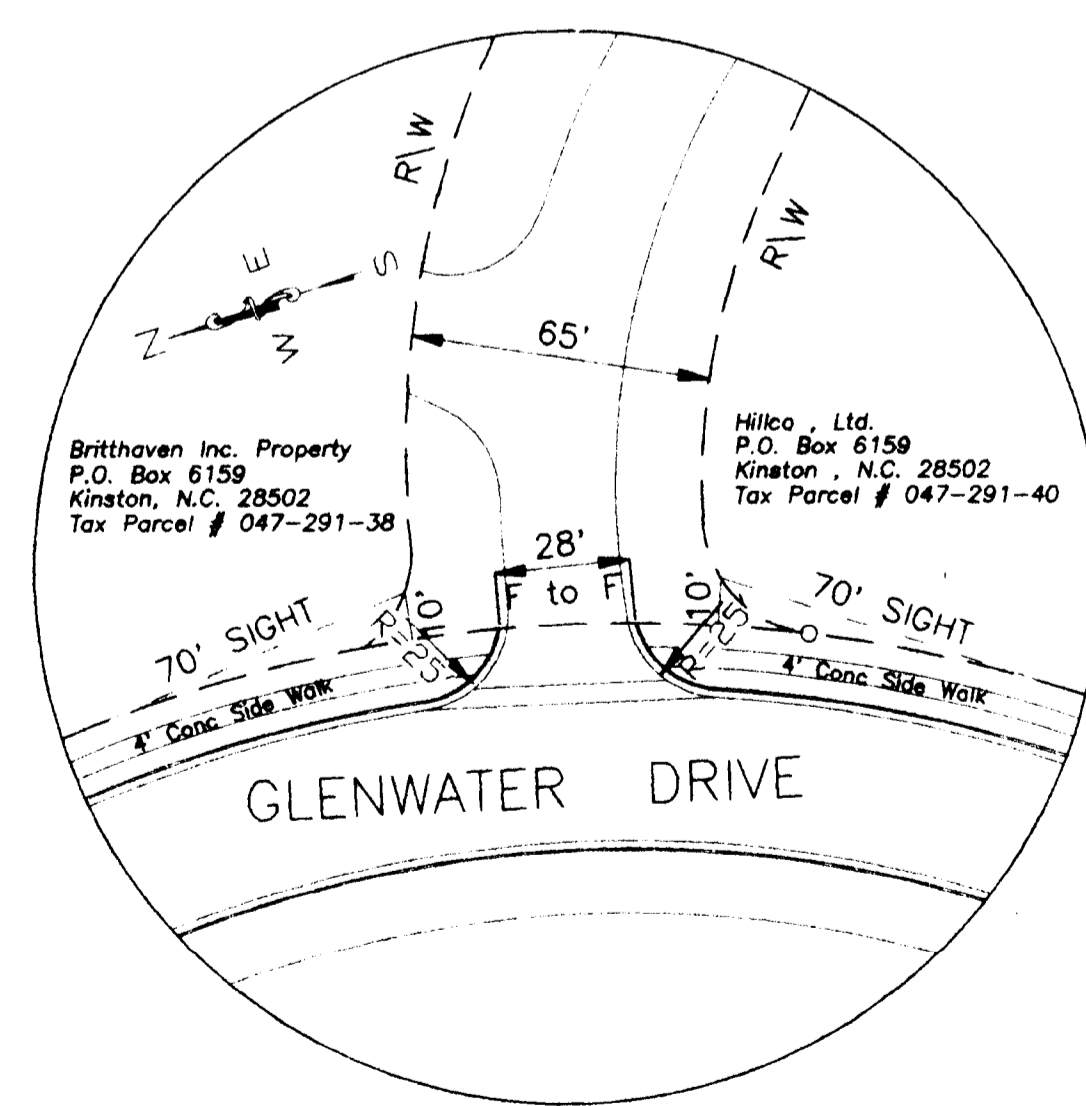 R\W
R\W
E
S
N
W
65'
Britthaven Inc. Property
P.O. Box 6159
Kinston, N.C. 28502
Tax Parcel # 047-291-38
Hillco , Ltd.
P.O. Box 6159
Kinston , N.C. 28502
Tax Parcel # 047-291-40
28'
F to F
10'
10'
R=25
R=25
70' SIGHT
70' SIGHT
4' Conc Side Walk
4' Conc Side Walk
GLENWATER DRIVE